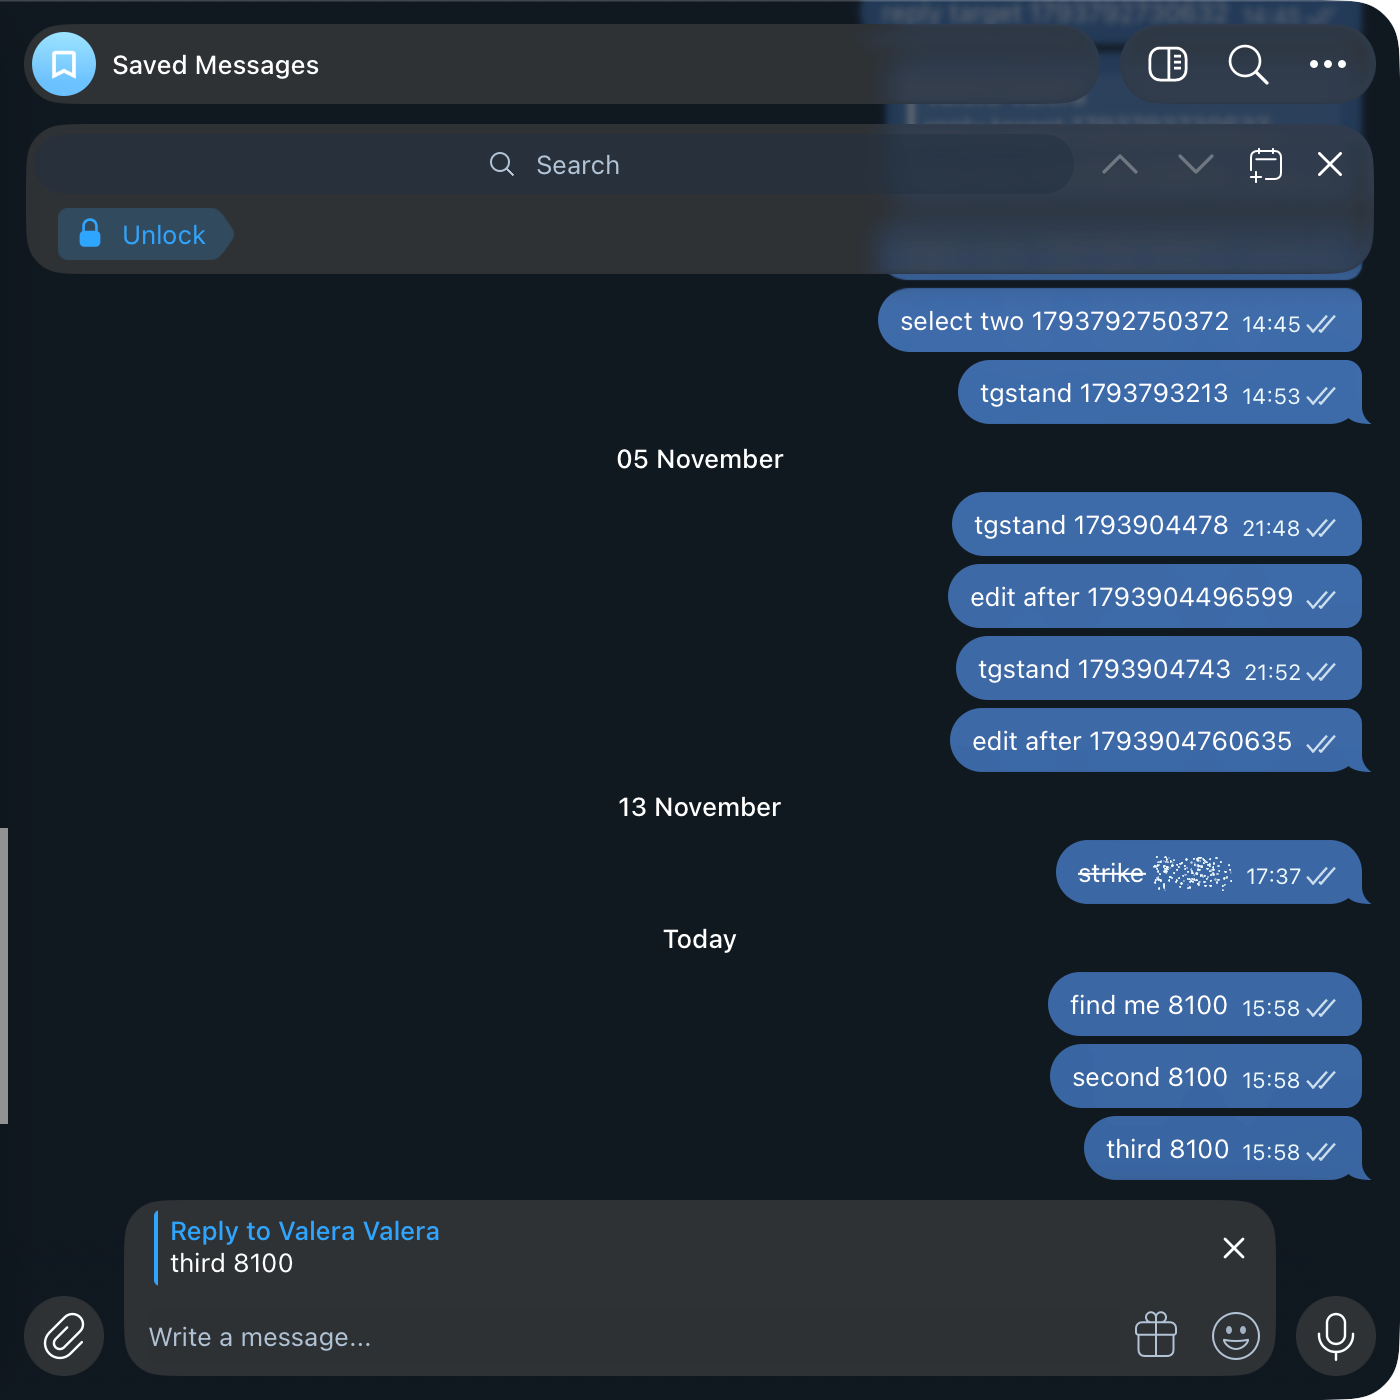 Saved Messages
Search
Unlock
select two 1793792750372 14:45
tgstand 1793793213 14:53
05 November
tgstand 1793904478 21:48
edit after 1793904496599
tgstand 1793904743 21:52
edit after 1793904760635
13 November
strike 17:37
Today
find me 8100 15:58
second 8100 15:58
third 8100 15:58
Reply to Valera Valera
third 8100
Write a message...